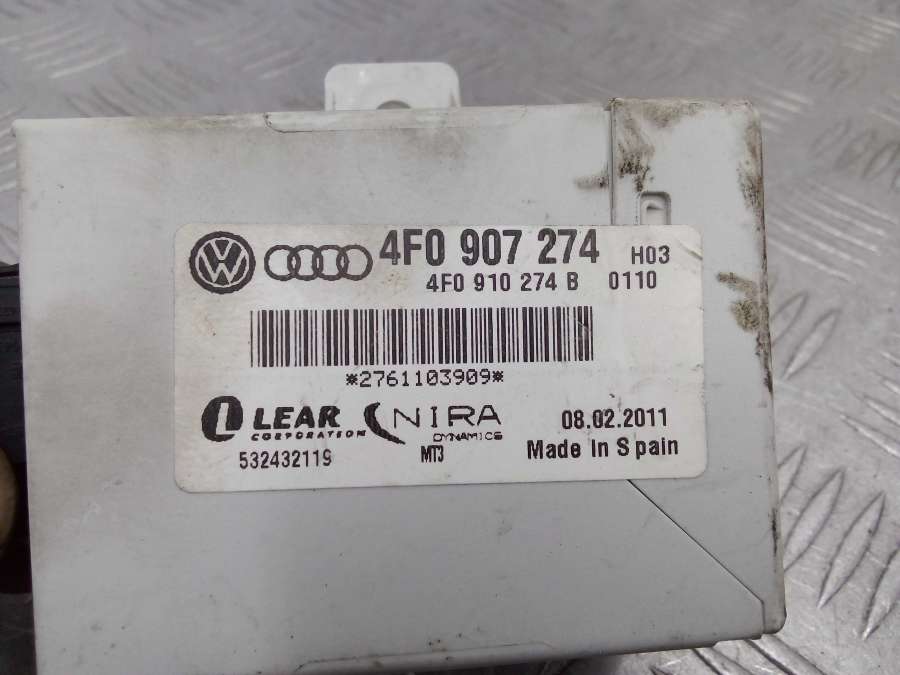 4F0 907 274 H03
4F0 910 274 B 0110
*2761103909*
LEAR NIRA
CORPORATION DYNAMICS
08.02.2011
532432119 MT3 Made In Spain